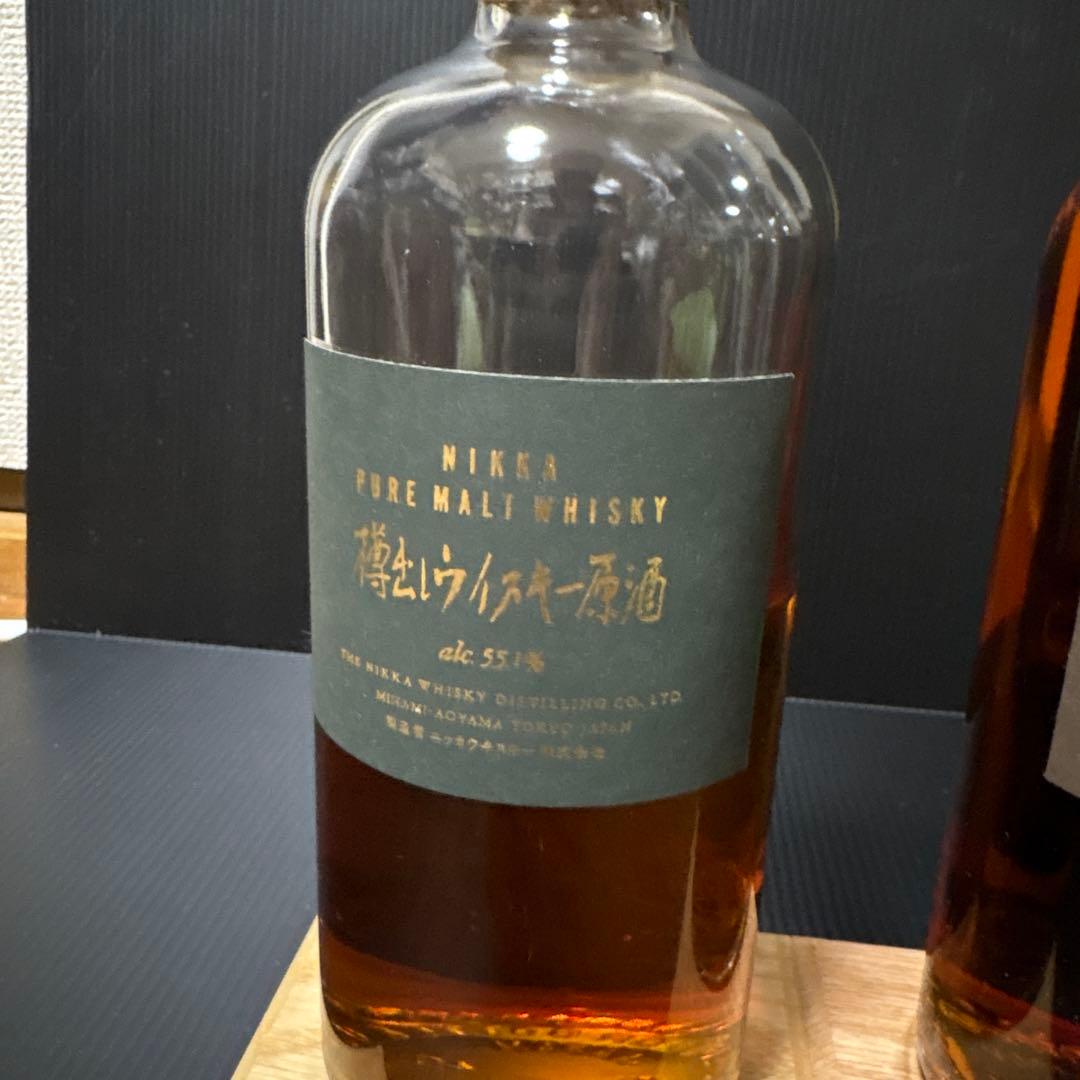 NIKKA
PURE MALT WHISKY
樽出しウイスキー原酒
alc. 55.1%
THE NIKKA WHISKY DISTILLING CO., LTD.
MINAMI-AOYAMA TOKYO JAPAN
製造者 ニッカウヰスキー株式会社